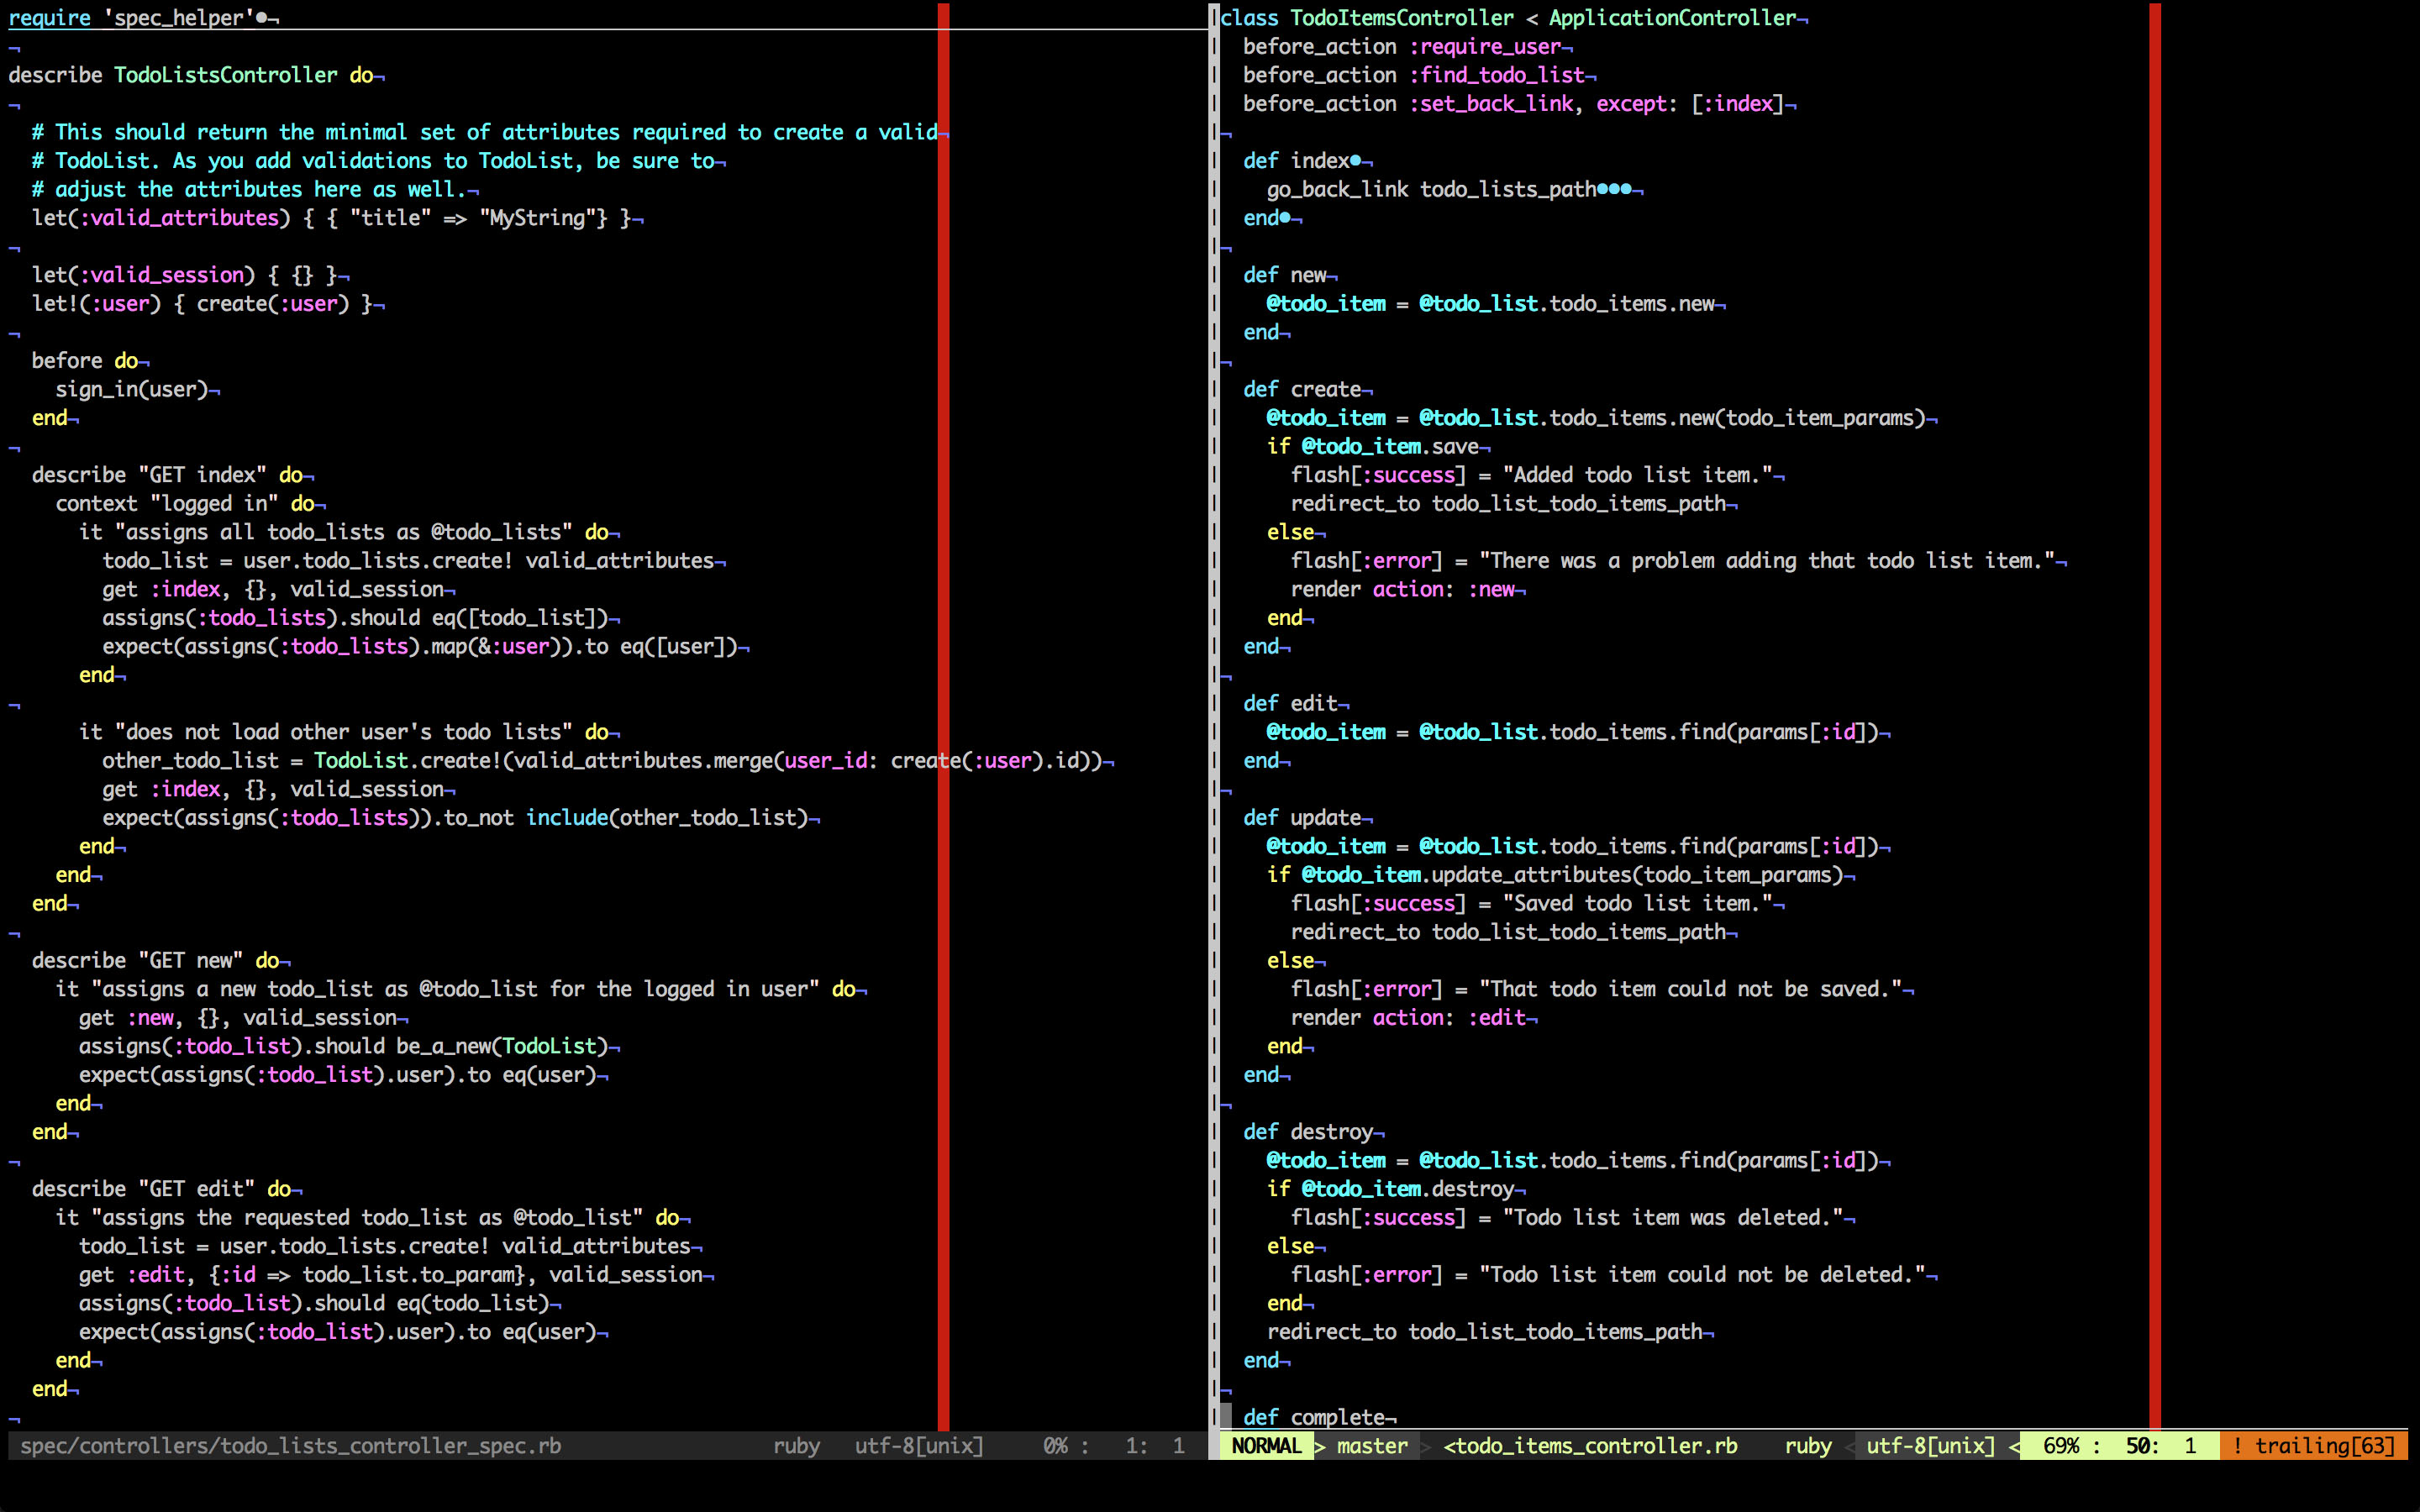 require 'spec_helper'•¬
¬
describe TodoListsController do¬
¬
  # This should return the minimal set of attributes required to create a valid¬
  # TodoList. As you add validations to TodoList, be sure to¬
  # adjust the attributes here as well.¬
  let(:valid_attributes) { { "title" => "MyString"} }¬
¬
  let(:valid_session) { {} }¬
  let!(:user) { create(:user) }¬
¬
  before do¬
    sign_in(user)¬
  end¬
¬
  describe "GET index" do¬
    context "logged in" do¬
      it "assigns all todo_lists as @todo_lists" do¬
        todo_list = user.todo_lists.create! valid_attributes¬
        get :index, {}, valid_session¬
        assigns(:todo_lists).should eq([todo_list])¬
        expect(assigns(:todo_lists).map(&:user)).to eq([user])¬
      end¬
¬
      it "does not load other user's todo lists" do¬
        other_todo_list = TodoList.create!(valid_attributes.merge(user_id: create(:user).id))¬
        get :index, {}, valid_session¬
        expect(assigns(:todo_lists)).to_not include(other_todo_list)¬
      end¬
    end¬
  end¬
¬
  describe "GET new" do¬
    it "assigns a new todo_list as @todo_list for the logged in user" do¬
      get :new, {}, valid_session¬
      assigns(:todo_list).should be_a_new(TodoList)¬
      expect(assigns(:todo_list).user).to eq(user)¬
    end¬
  end¬
¬
  describe "GET edit" do¬
    it "assigns the requested todo_list as @todo_list" do¬
      todo_list = user.todo_lists.create! valid_attributes¬
      get :edit, {:id => todo_list.to_param}, valid_session¬
      assigns(:todo_list).should eq(todo_list)¬
      expect(assigns(:todo_list).user).to eq(user)¬
    end¬
  end¬
¬
spec/controllers/todo_lists_controller_spec.rb ruby utf-8[unix] 0% : 1: 1
class TodoItemsController < ApplicationController¬
  before_action :require_user¬
  before_action :find_todo_list¬
  before_action :set_back_link, except: [:index]¬
¬
  def index•¬
    go_back_link todo_lists_path•••¬
  end•¬
¬
  def new¬
    @todo_item = @todo_list.todo_items.new¬
  end¬
¬
  def create¬
    @todo_item = @todo_list.todo_items.new(todo_item_params)¬
    if @todo_item.save¬
      flash[:success] = "Added todo list item."¬
      redirect_to todo_list_todo_items_path¬
    else¬
      flash[:error] = "There was a problem adding that todo list item."¬
      render action: :new¬
    end¬
  end¬
¬
  def edit¬
    @todo_item = @todo_list.todo_items.find(params[:id])¬
  end¬
¬
  def update¬
    @todo_item = @todo_list.todo_items.find(params[:id])¬
    if @todo_item.update_attributes(todo_item_params)¬
      flash[:success] = "Saved todo list item."¬
      redirect_to todo_list_todo_items_path¬
    else¬
      flash[:error] = "That todo item could not be saved."¬
      render action: :edit¬
    end¬
  end¬
¬
  def destroy¬
    @todo_item = @todo_list.todo_items.find(params[:id])¬
    if @todo_item.destroy¬
      flash[:success] = "Todo list item was deleted."¬
    else¬
      flash[:error] = "Todo list item could not be deleted."¬
    end¬
    redirect_to todo_list_todo_items_path¬
  end¬
¬
  def complete¬
NORMAL > master > <todo_items_controller.rb ruby < utf-8[unix] < 69% : 50: 1 ! trailing[63]